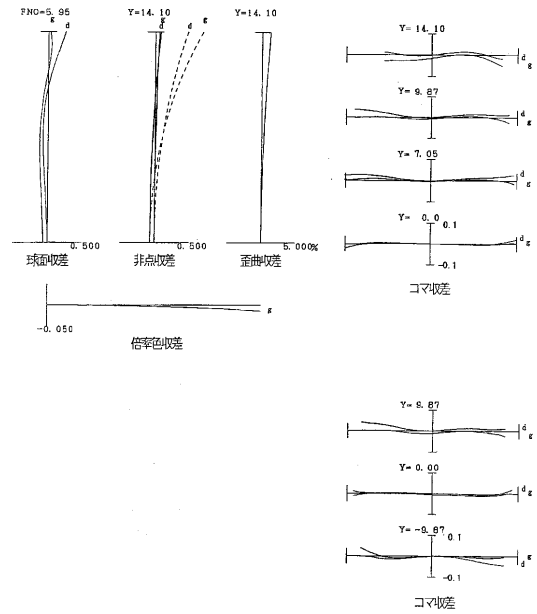 FNO=5.95
g
d
球面収差
0.500
Y=14.10
g
d
d
g
非点収差
0.500
Y=14.10
歪曲収差
5.000%
-0.050
g
倍率色収差
Y= 14.10
d
g
Y= 9.87
d
g
Y= 7.05
d
g
Y= 0.0
0.1
d
g
-0.1
コマ収差
Y= 9.87
d
g
Y= 0.00
d
g
Y=-9.87
0.1
g
d
-0.1
コマ収差